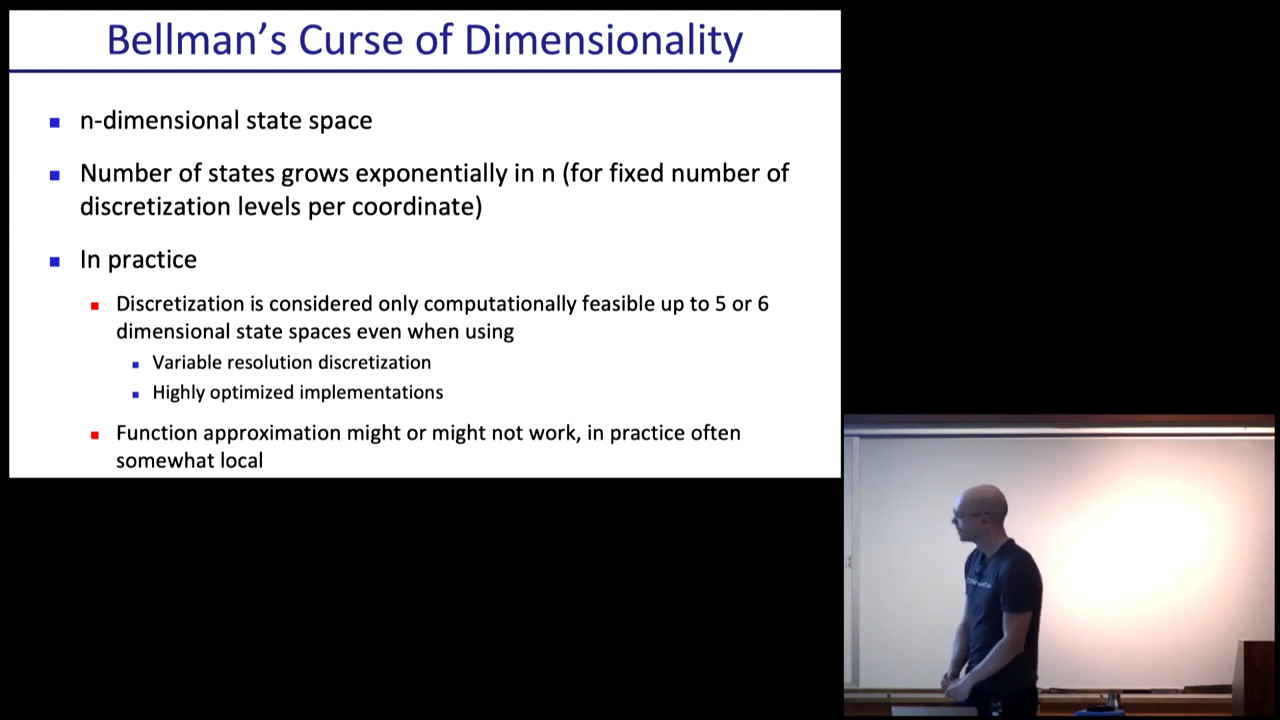 Bellman’s Curse of Dimensionality
n-dimensional state space
Number of states grows exponentially in n (for fixed number of
discretization levels per coordinate)
In practice
Discretization is considered only computationally feasible up to 5 or 6
dimensional state spaces even when using
Variable resolution discretization
Highly optimized implementations
Function approximation might or might not work, in practice often
somewhat local